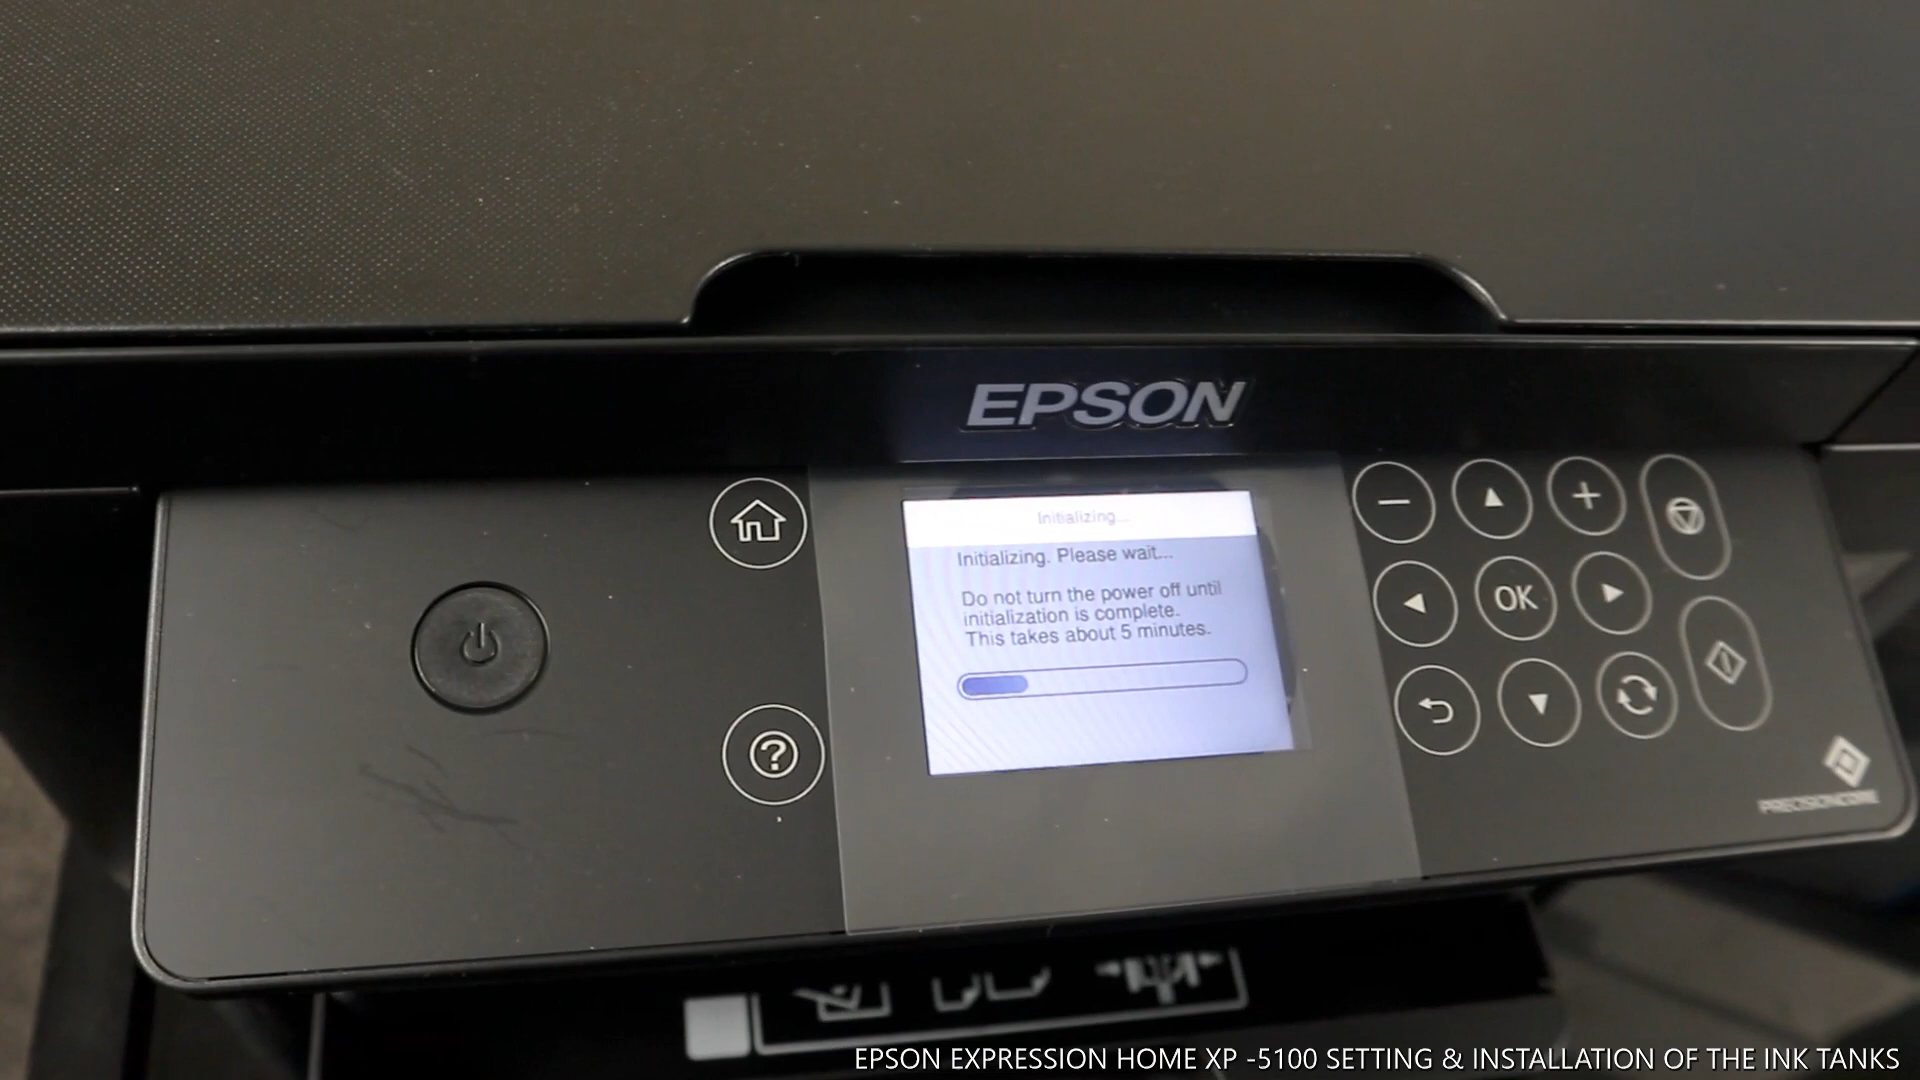 EPSON
Initializing...
Initializing. Please wait...
Do not turn the power off until
initialization is complete.
This takes about 5 minutes.
OK
PRECISIONCORE
EPSON EXPRESSION HOME XP -5100 SETTING & INSTALLATION OF THE INK TANKS